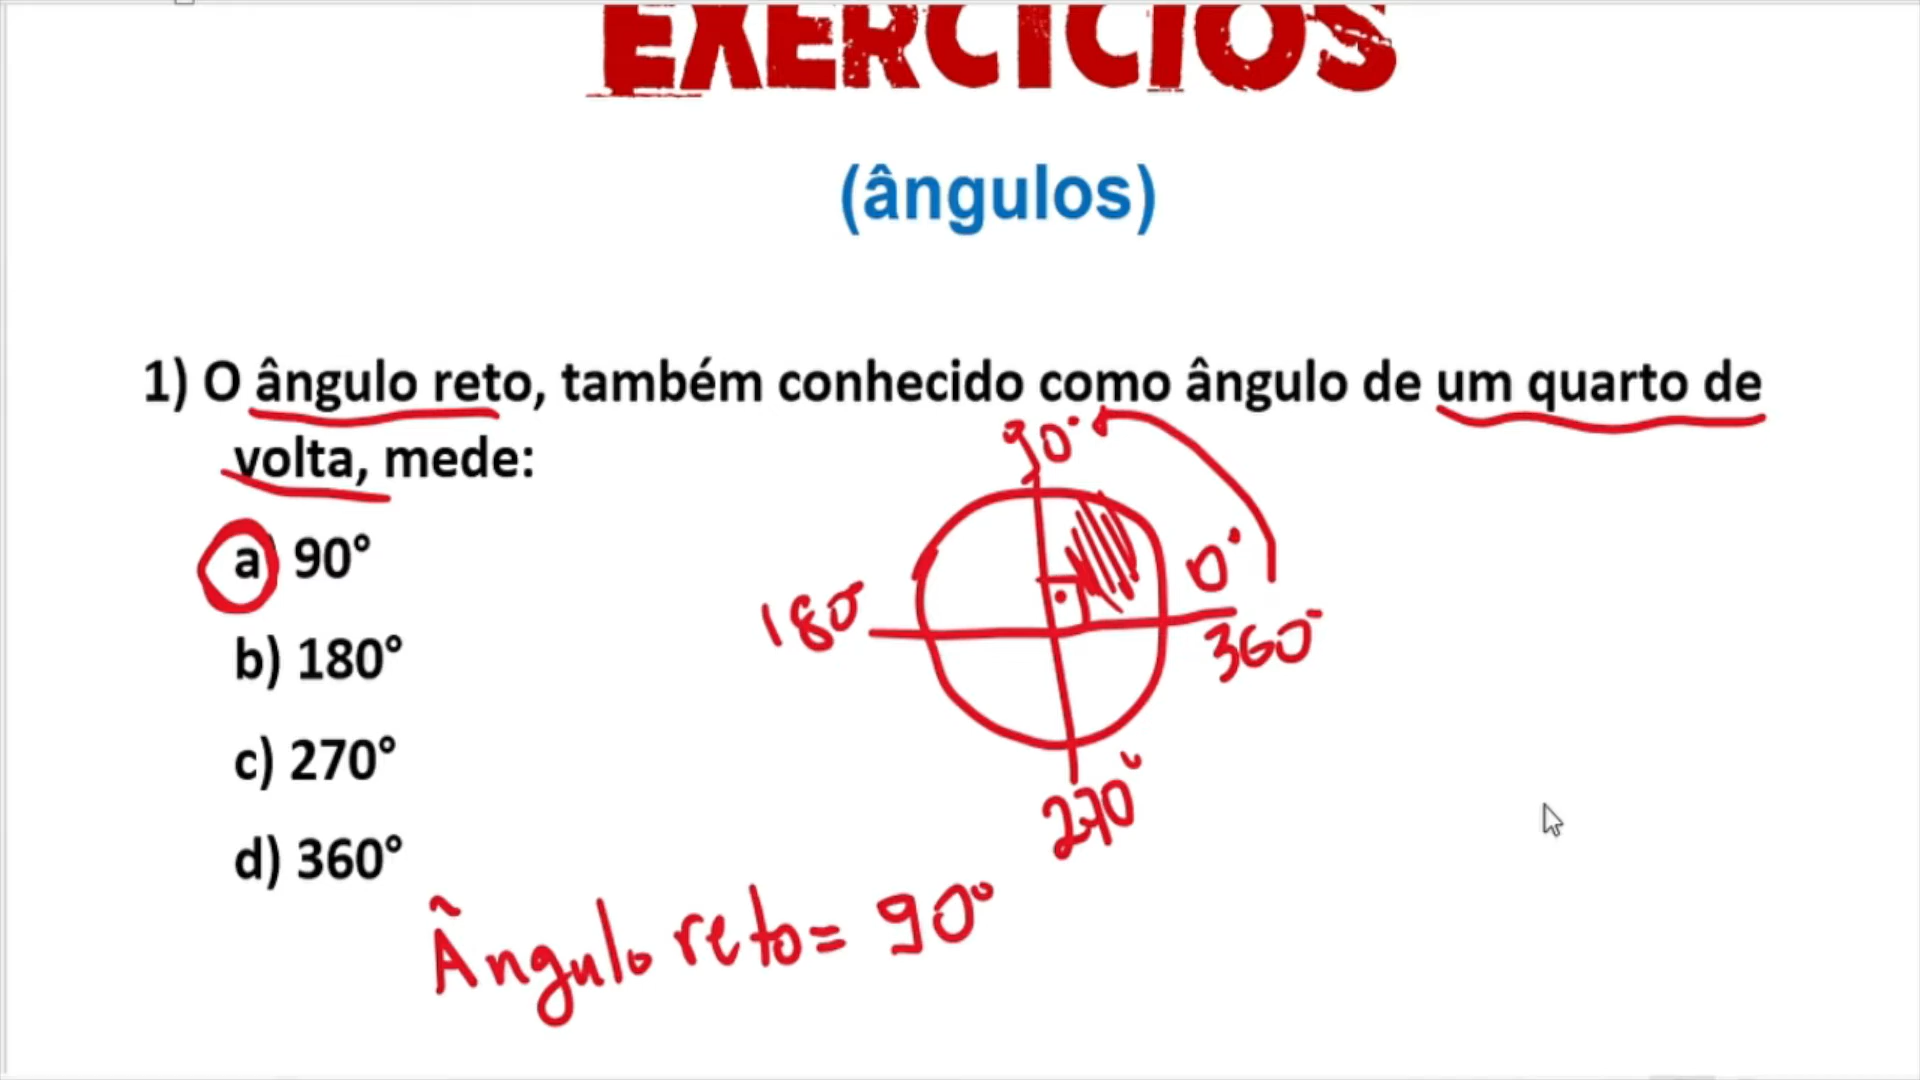 EXERCÍCIOS
(ângulos)
1) O ângulo reto, também conhecido como ângulo de um quarto de
volta, mede:
90°
a) 90°
0°
180°
360°
b) 180°
c) 270°
270°
d) 360°
Ângulo reto = 90°